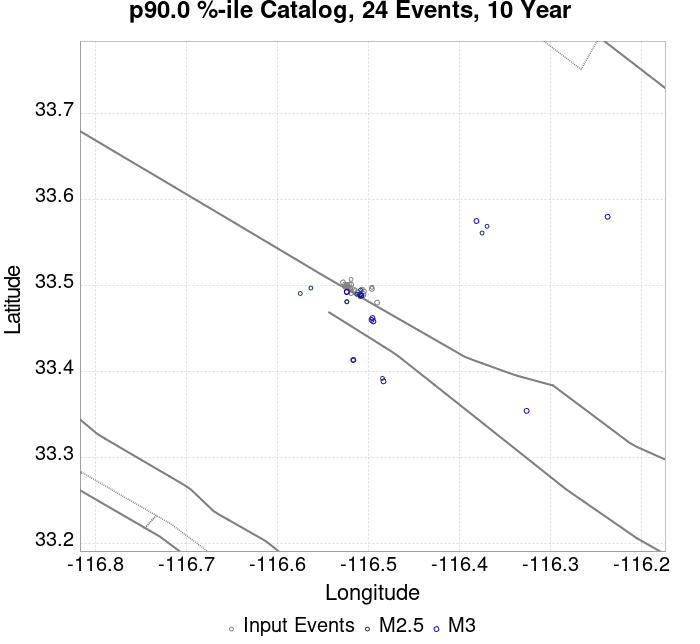 p90.0 %-ile Catalog, 24 Events, 10 Year
33.7
33.6
33.5
33.4
33.3
33.2
Latitude
-116.8 -116.7 -116.6 -116.5 -116.4 -116.3 -116.2
Longitude
Input Events M2.5 M3